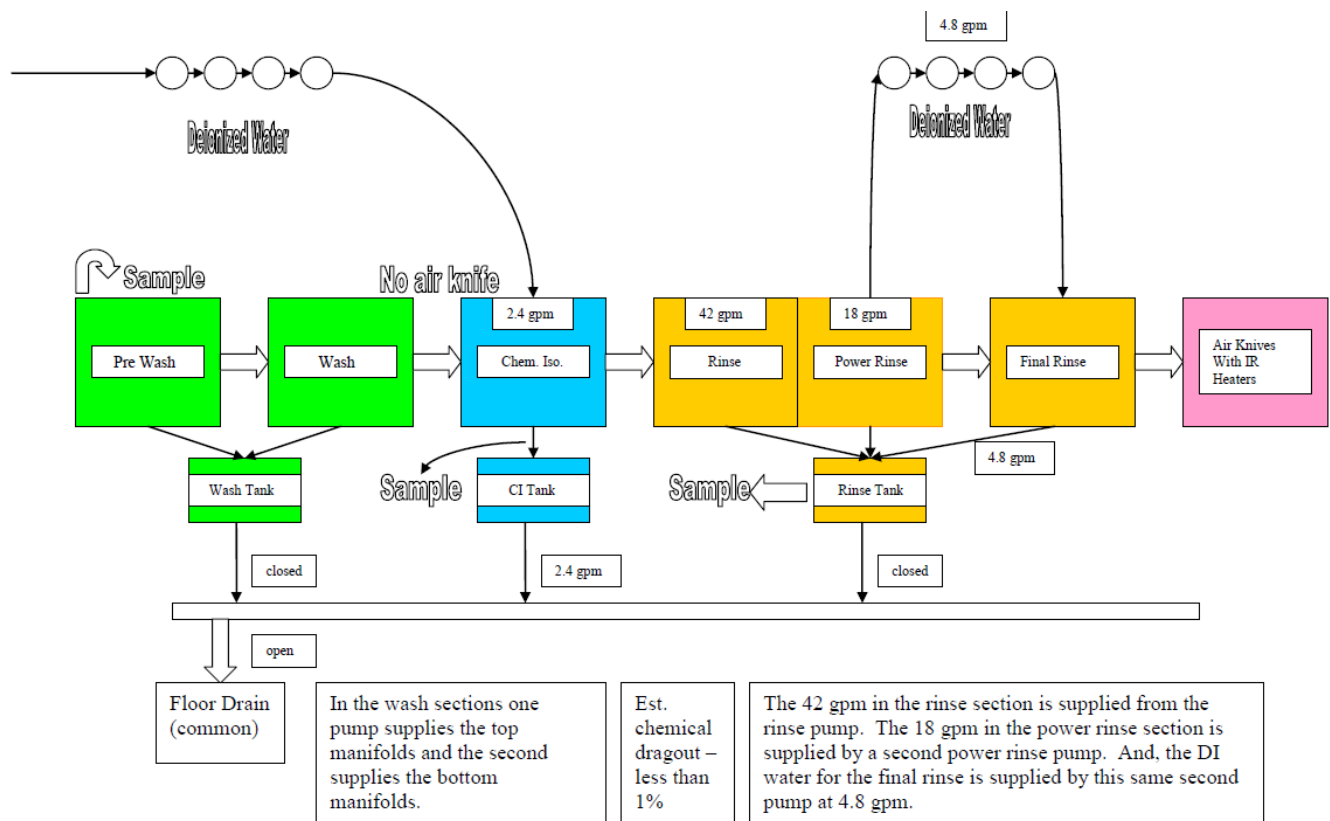 4.8 gpm
Deionized Water
Deionized Water
Sample
No air knife
2.4 gpm
42 gpm
18 gpm
Pre Wash
Wash
Chem. Iso.
Rinse
Power Rinse
Final Rinse
Air Knives
With IR
Heaters
4.8 gpm
Wash Tank
Sample
CI Tank
Sample
Rinse Tank
closed
2.4 gpm
closed
open
Floor Drain
(common)
In the wash sections one
pump supplies the top
manifolds and the second
supplies the bottom
manifolds.
Est.
chemical
dragout –
less than
1%
The 42 gpm in the rinse section is supplied from the
rinse pump.  The 18 gpm in the power rinse section is
supplied by a second power rinse pump.  And, the DI
water for the final rinse is supplied by this same second
pump at 4.8 gpm.